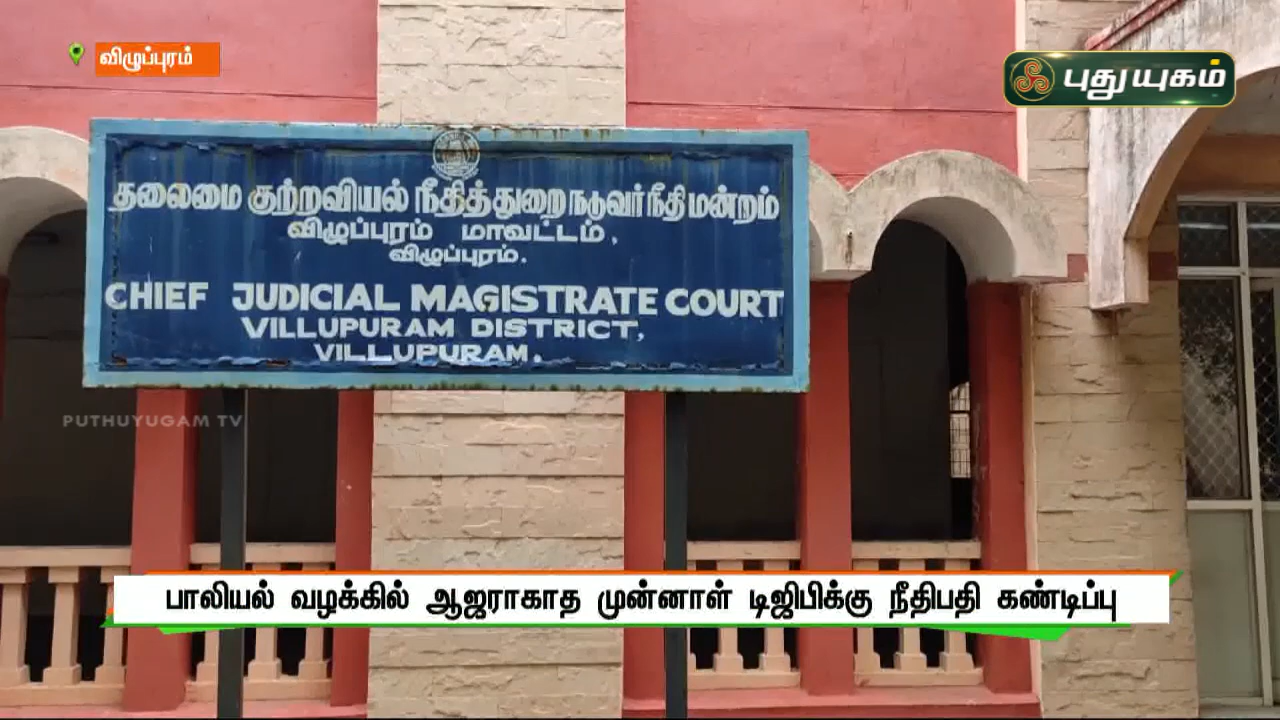 விழுப்புரம்
புதுயுகம்
தலைமை குற்றவியல் நீதித்துறை நடுவர் நீதிமன்றம்
விழுப்புரம் மாவட்டம்,
விழுப்புரம்.
CHIEF JUDICIAL MAGISTRATE COURT
VILLUPURAM DISTRICT,
VILLUPURAM.
PUTHUYUGAM TV
பாலியல் வழக்கில் ஆஜராகாத முன்னாள் டிஜிபிக்கு நீதிபதி கண்டிப்பு